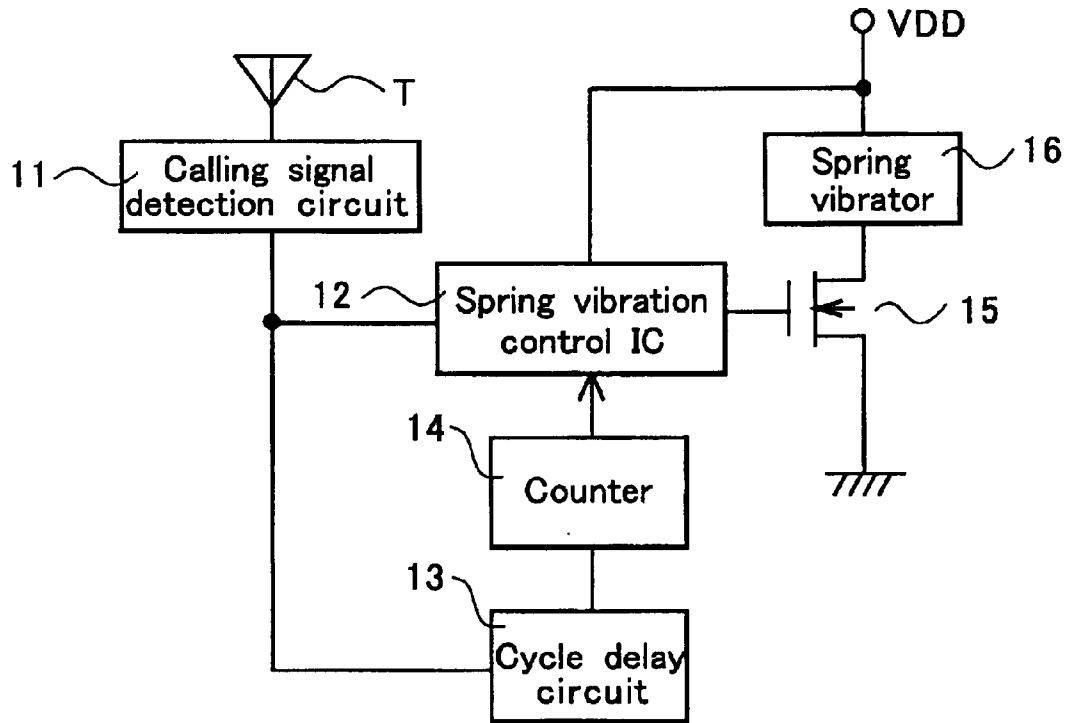 VDD
T
11
Calling signal
detection circuit
16
Spring
vibrator
12
Spring vibration
control IC
15
14
Counter
13
Cycle delay
circuit